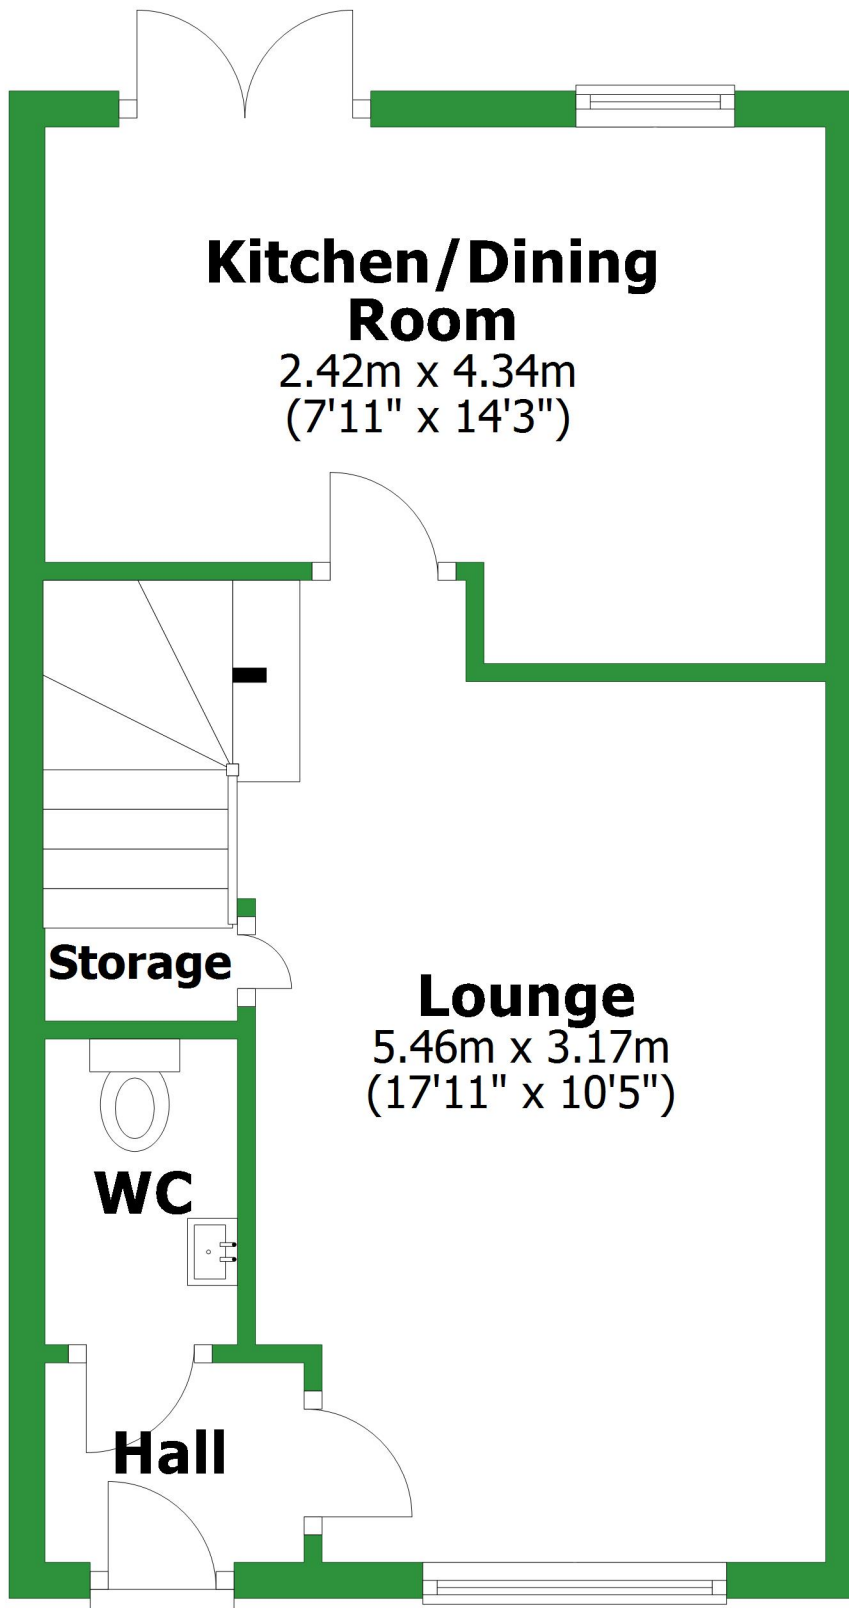 Kitchen/Dining
Room
2.42m x 4.34m
(7'11" x 14'3")
Storage
Lounge
5.46m x 3.17m
(17'11" x 10'5")
WC
Hall